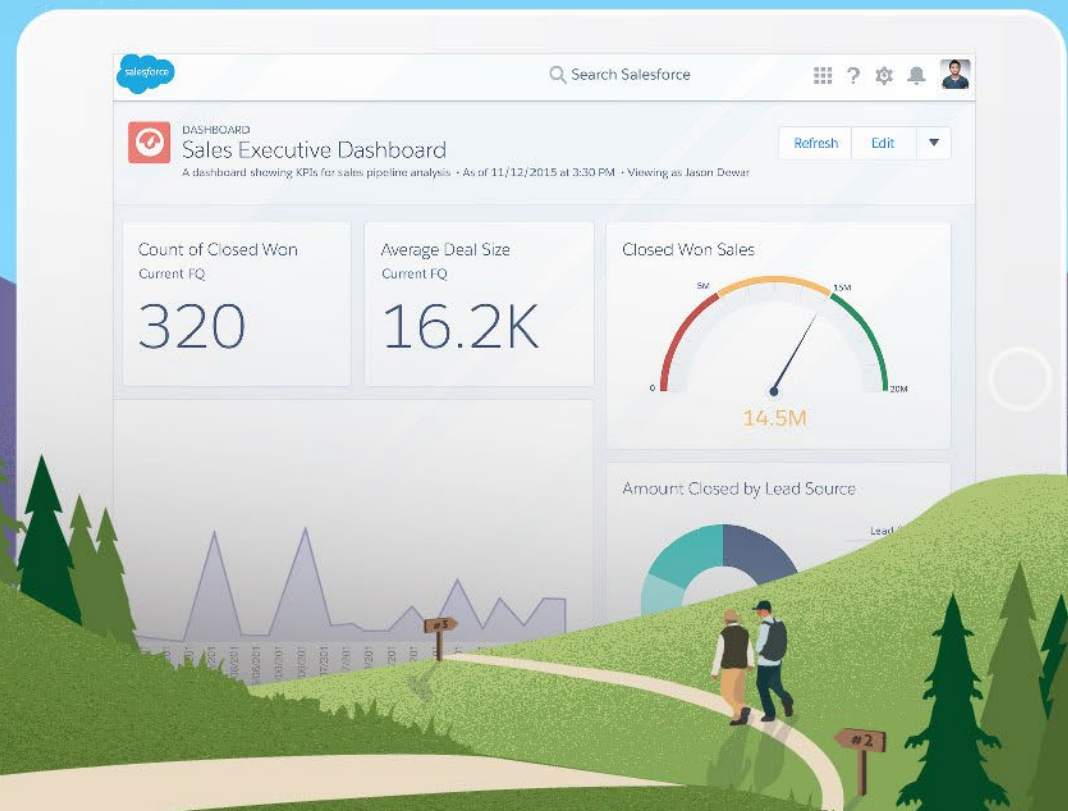 salesforce
Search Salesforce
?
DASHBOARD
Sales Executive Dashboard
Refresh
Edit
A dashboard showing KPIs for sales pipeline analysis • As of 11/12/2015 at 3:30 PM • Viewing as Jason Dewar
Count of Closed Won
Current FQ
320
Average Deal Size
Current FQ
16.2K
Closed Won Sales
5M
15M
0
20M
14.5M
Amount Closed by Lead Source
Lead
#3
#2